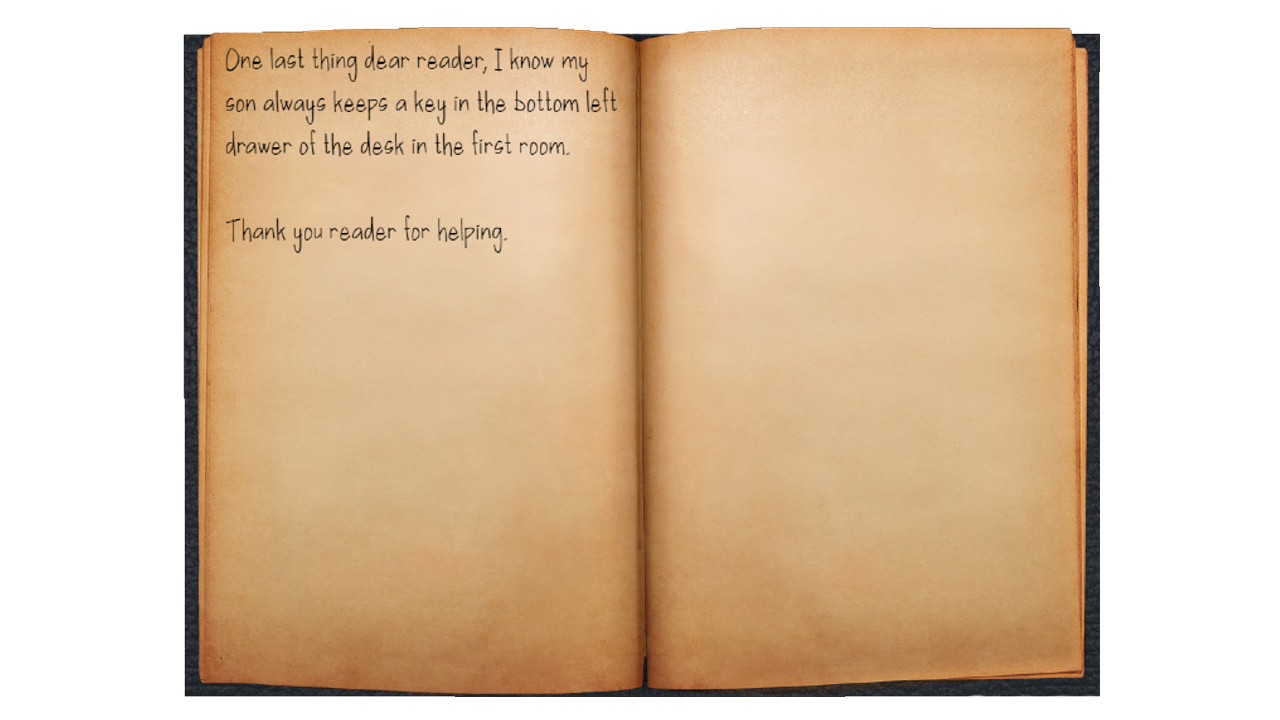 One last thing dear reader, I know my
son always keeps a key in the bottom left
drawer of the desk in the first room.
Thank you reader for helping.